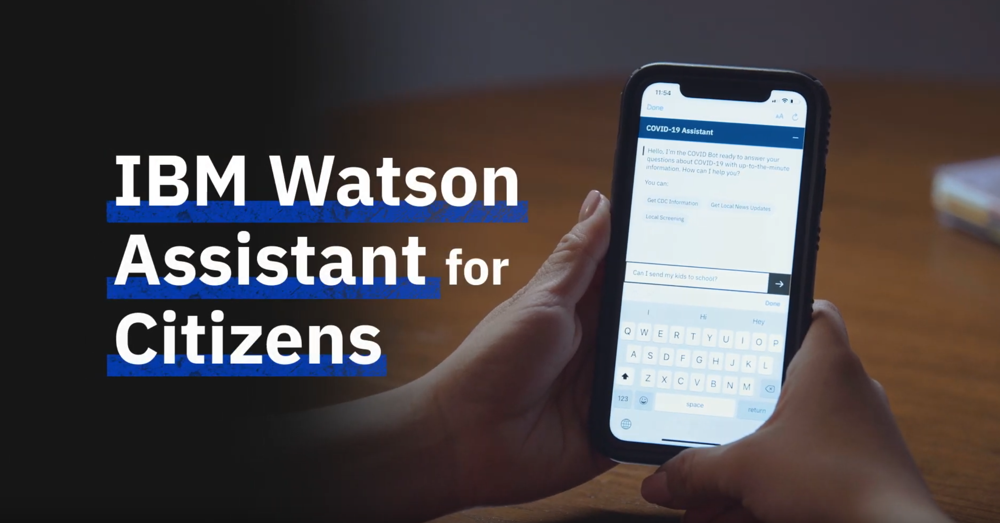 IBM Watson
Assistant for
Citizens
11:54
Done
AA
COVID-19 Assistant
Hello, I'm the COVID Bot ready to answer your
questions about COVID-19 with up-to-the-minute
information. How can I help you?
You can:
Get CDC Information Get Local News Updates
Local Screening
Can I send my kids to school?
Done
I Hi Hey
Q W E R T Y U I O P
A S D F G H J K L
Z X C V B N M
123 space return